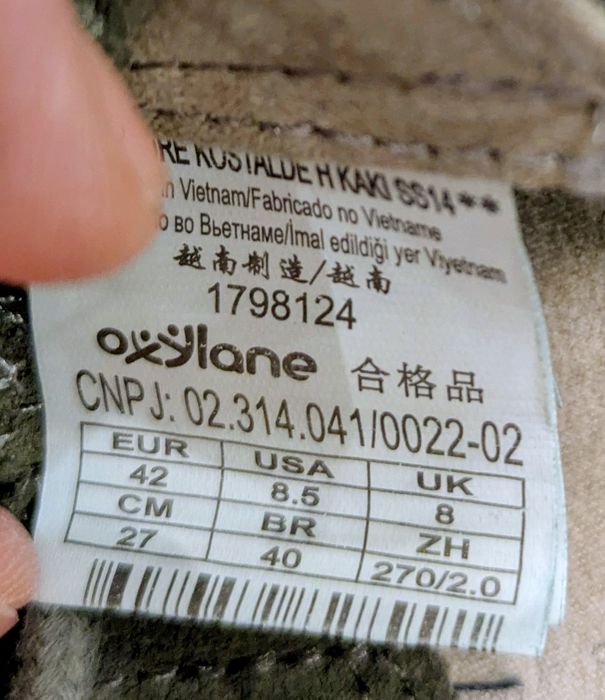 KOSTALDE H KAKI SS14**
Vietnam/Fabricado no Vietname
во Вьетнаме/İmal edildiği yer Viyetnam
越南制造/越南
1798124
oxylane 合格品
CNPJ: 02.314.041/0022-02
EUR USA UK
42 8.5 8
CM BR ZH
27 40 270/2.0